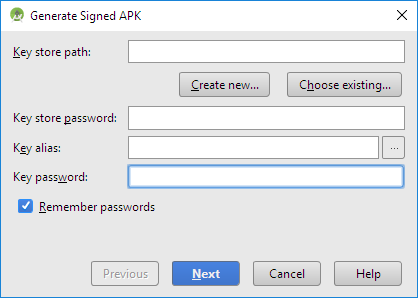 Generate Signed APK
Key store path:
Create new... Choose existing...
Key store password:
Key alias: ...
Key password:
Remember passwords
Previous Next Cancel Help